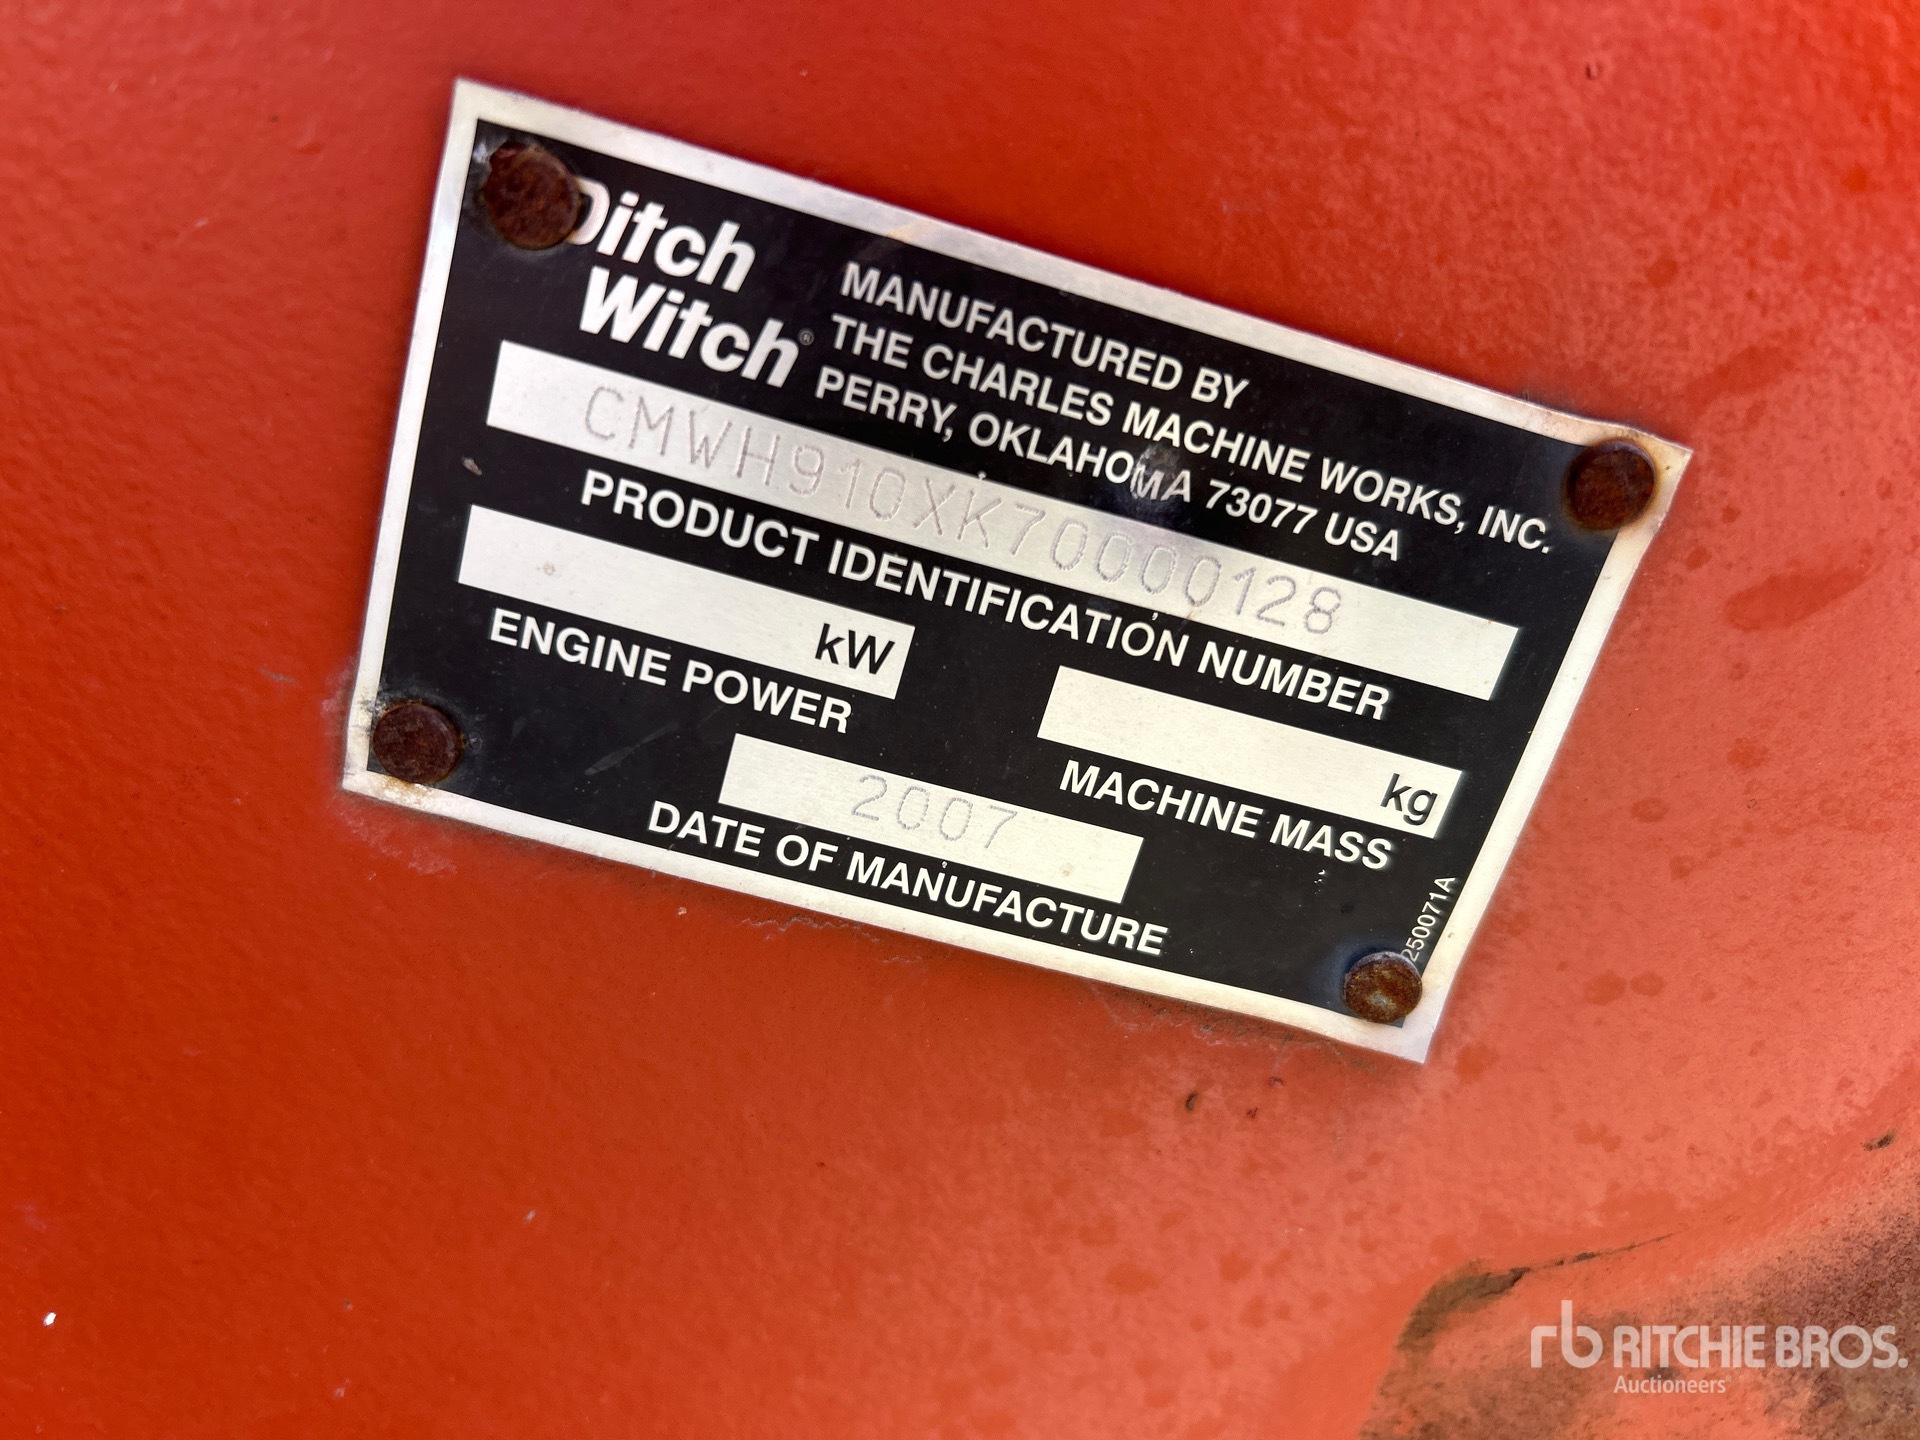 Ditch
Witch®
MANUFACTURED BY
THE CHARLES MACHINE WORKS, INC.
PERRY, OKLAHOMA 73077 USA
CMWH910XK70000128
PRODUCT IDENTIFICATION NUMBER
kW
ENGINE POWER
kg
MACHINE MASS
2007
DATE OF MANUFACTURE
250071A
rb RITCHIE BROS.
Auctioneers